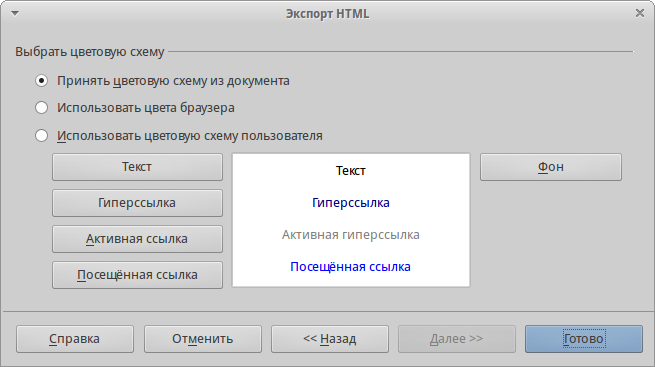 Экспорт HTML
Выбрать цветовую схему
Принять цветовую схему из документа
Использовать цвета браузера
Использовать цветовую схему пользователя
Текст
Текст
Фон
Гиперссылка
Гиперссылка
Активная ссылка
Активная гиперссылка
Посещённая ссылка
Посещённая ссылка
Справка
Отменить
<< Назад
Далее >>
Готово